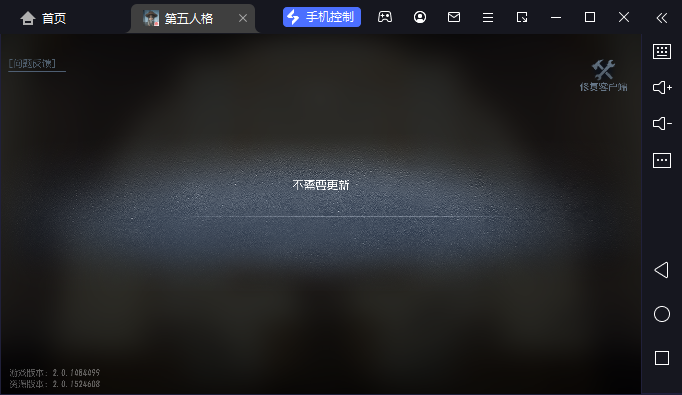 首页
第五人格
手机控制
[问题反馈]
修复客户端
不需要更新
游戏版本: 2.0.1484499
资源版本: 2.0.1524608